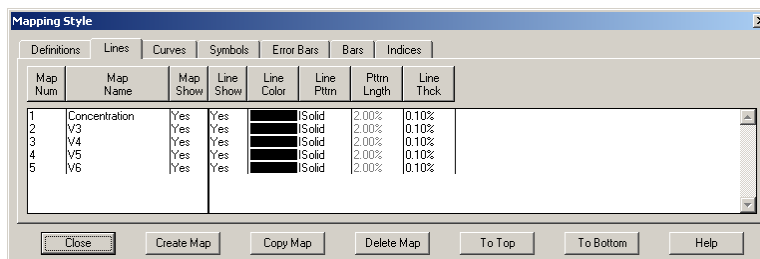 Mapping Style
Definitions Lines Curves Symbols Error Bars Bars Indices
Map Num Map Name Map Show Line Show Line Color Line Pttrn Pttrn Lngth Line Thck
1 Concentration Yes Yes Solid 2.00% 0.10%
2 V3 Yes Yes Solid 2.00% 0.10%
3 V4 Yes Yes Solid 2.00% 0.10%
4 V5 Yes Yes Solid 2.00% 0.10%
5 V6 Yes Yes Solid 2.00% 0.10%
Close Create Map Copy Map Delete Map To Top To Bottom Help